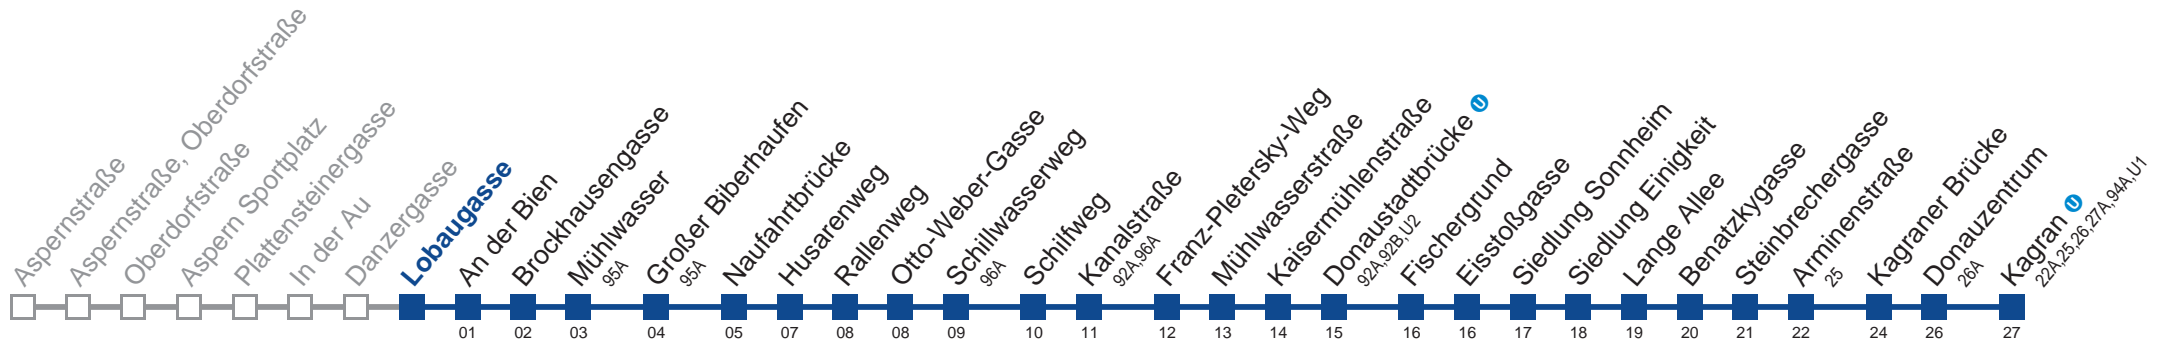 Aspernstraße
Aspernstraße, Oberdorfstraße
Oberdorfstraße
Aspern Sportplatz
Plattensteinergasse
In der Au
Danzergasse
Lobaugasse
An der Bien
01
Brockhausengasse
02
Mühlwasser
95A
03
Großer Biberhaufen
95A
04
Naufahrtbrücke
05
Husarenweg
07
Rallenweg
08
Otto-Weber-Gasse
08
Schillwasserweg
96A
09
Schilfweg
10
Kanalstraße
92A,96A
11
Franz-Pletersky-Weg
12
Mühlwasserstraße
13
Kaisermühlenstraße
14
Donaustadtbrücke U
92A,92B,U2
15
Fischergrund
16
Eisstoßgasse
16
Siedlung Sonnheim
17
Siedlung Einigkeit
18
Lange Allee
19
Benatzkygasse
20
Steinbrechergasse
21
Arminenstraße
25
22
Kagraner Brücke
24
Donauzentrum
26A
26
Kagran U
22A,25,26,27A,94A,U1
27